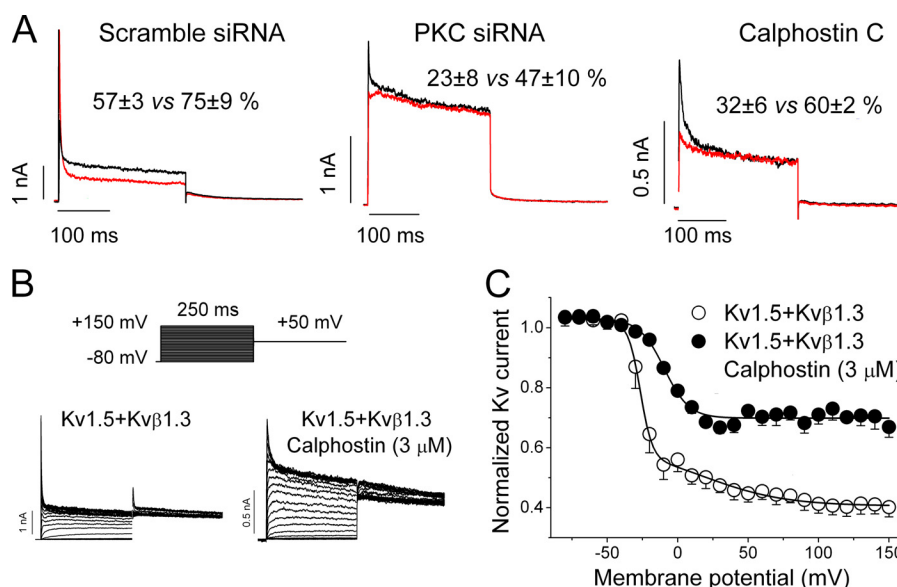 A
Scramble siRNA
PKC siRNA
Calphostin C
57±3 vs 75±9 %
23±8 vs 47±10 %
32±6 vs 60±2 %
1 nA
1 nA
0.5 nA
100 ms
100 ms
100 ms
B
250 ms
+150 mV
+50 mV
-80 mV
Kv1.5+Kvβ1.3
Kv1.5+Kvβ1.3
Calphostin (3 µM)
1 nA
0.5 nA
C
Kv1.5+Kvβ1.3
Kv1.5+Kvβ1.3
Calphostin (3 µM)
Normalized Kv current
1.0
0.8
0.6
0.4
-50 0 50 100 150
Membrane potential (mV)